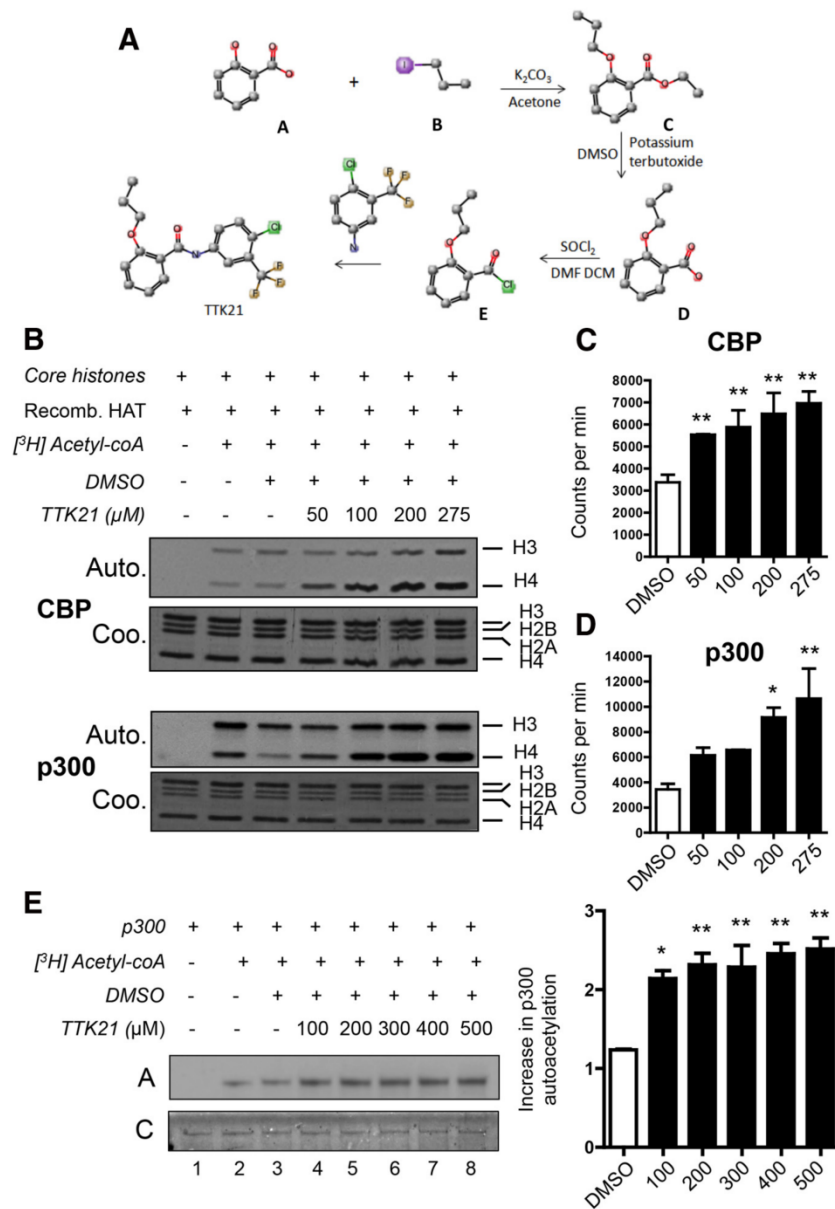 A
O O O
A
+
I
B
K2CO3
Acetone
O O O
C
DMSO Potassium
terbutoxide
O O O
D
SOCl2
DMF DCM
O O Cl
E
Cl F F F N
O O N Cl F F F
TTK21
B
Core histones + + + + + + +
Recomb. HAT + + + + + + +
[³H] Acetyl-coA - + + + + + +
DMSO - - + + + + +
TTK21 (µM) - - - 50 100 200 275
Auto. H3
H4
CBP
Coo. H3
H2B
H2A
H4
Auto. H3
H4
p300
Coo. H3
H2B
H2A
H4
C CBP
Counts per min
8000
7000
6000
5000
4000
3000
2000
1000
0
** ** ** **
DMSO 50 100 200 275
D p300
Counts per min
14000
12000
10000
8000
6000
4000
2000
0
* **
DMSO 50 100 200 275
E
p300 + + + + + + + +
[³H] Acetyl-coA - + + + + + + +
DMSO - - + + + + + +
TTK21 (µM) - - - 100 200 300 400 500
A
C
1 2 3 4 5 6 7 8
Increase in p300
autoacetylation
3
2
1
0
* ** ** ** **
DMSO 100 200 300 400 500